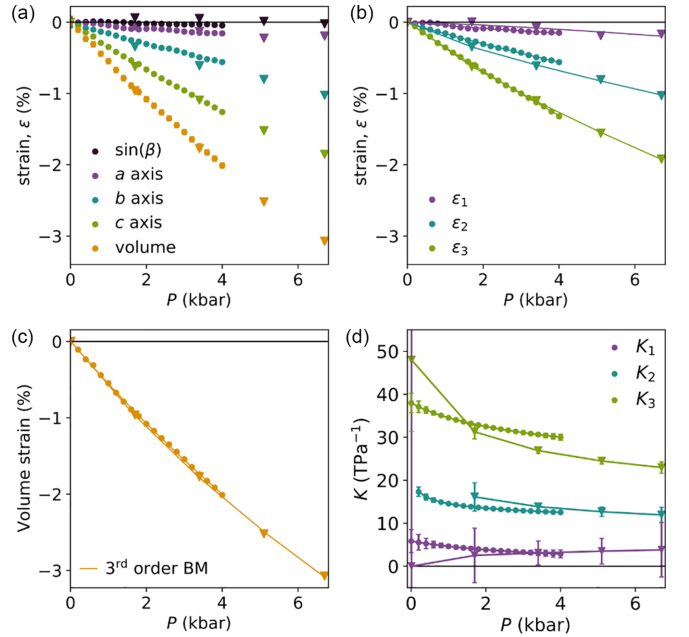 (a)
0
−1
−2
−3
strain, ε (%)
sin(β)
a axis
b axis
c axis
volume
0 2 4 6
P (kbar)
(b)
0
−1
−2
−3
strain, ε (%)
ε₁
ε₂
ε₃
0 2 4 6
P (kbar)
(c)
0
−1
−2
−3
Volume strain (%)
3rd order BM
0 2 4 6
P (kbar)
(d)
50
40
30
20
10
0
K (TPa⁻¹)
K₁
K₂
K₃
0 2 4 6
P (kbar)